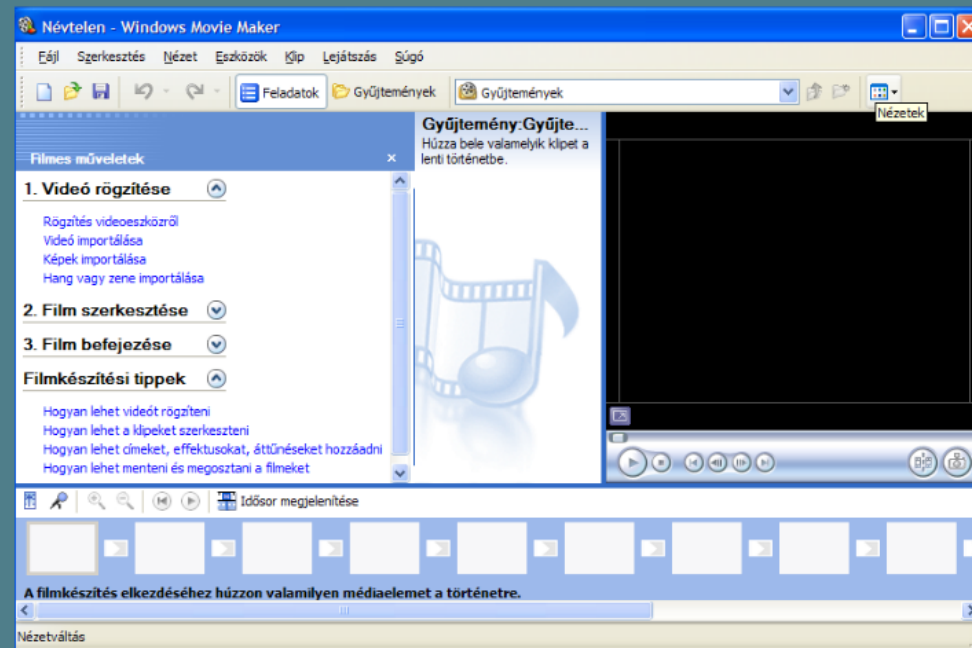 Névtelen - Windows Movie Maker
Fájl Szerkesztés Nézet Eszközök Klip Lejátszás Súgó
Feladatok Gyűjtemények Gyűjtemények
Nézetek
Filmes műveletek
Gyűjtemény:Gyűjte...
Húzza bele valamelyik klipet a
lenti történetbe.
1. Videó rögzítése
Rögzítés videoeszközről
Videó importálása
Képek importálása
Hang vagy zene importálása
2. Film szerkesztése
3. Film befejezése
Filmkészítési tippek
Hogyan lehet videót rögzíteni
Hogyan lehet a klipeket szerkeszteni
Hogyan lehet címeket, effektusokat, áttűnéseket hozzáadni
Hogyan lehet menteni és megosztani a filmeket
Idősor megjelenítése
A filmkészítés elkezdéséhez húzzon valamilyen médiaelemet a történetre.
Nézetváltás